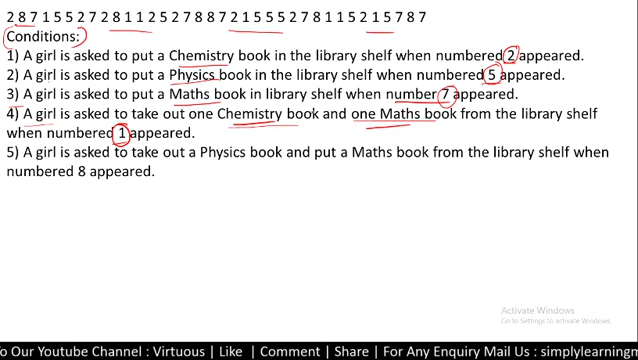 2 8 7 1 5 5 5 2 7 2 8 1 1 2 5 2 7 8 8 7 2 1 5 5 5 2 7 8 1 1 5 2 1 5 7 8 7
Conditions:
1) A girl is asked to put a Chemistry book in the library shelf when numbered 2 appeared.
2) A girl is asked to put a Physics book in the library shelf when numbered 5 appeared.
3) A girl is asked to put a Maths book in library shelf when number 7 appeared.
4) A girl is asked to take out one Chemistry book and one Maths book from the library shelf
when numbered 1 appeared.
5) A girl is asked to take out a Physics book and put a Maths book from the library shelf when
numbered 8 appeared.
Activate Windows
Go to Settings to activate Windows.
To Our Youtube Channel : Virtuous | Like | Comment | Share | For Any Enquiry Mail Us : simplylearningm